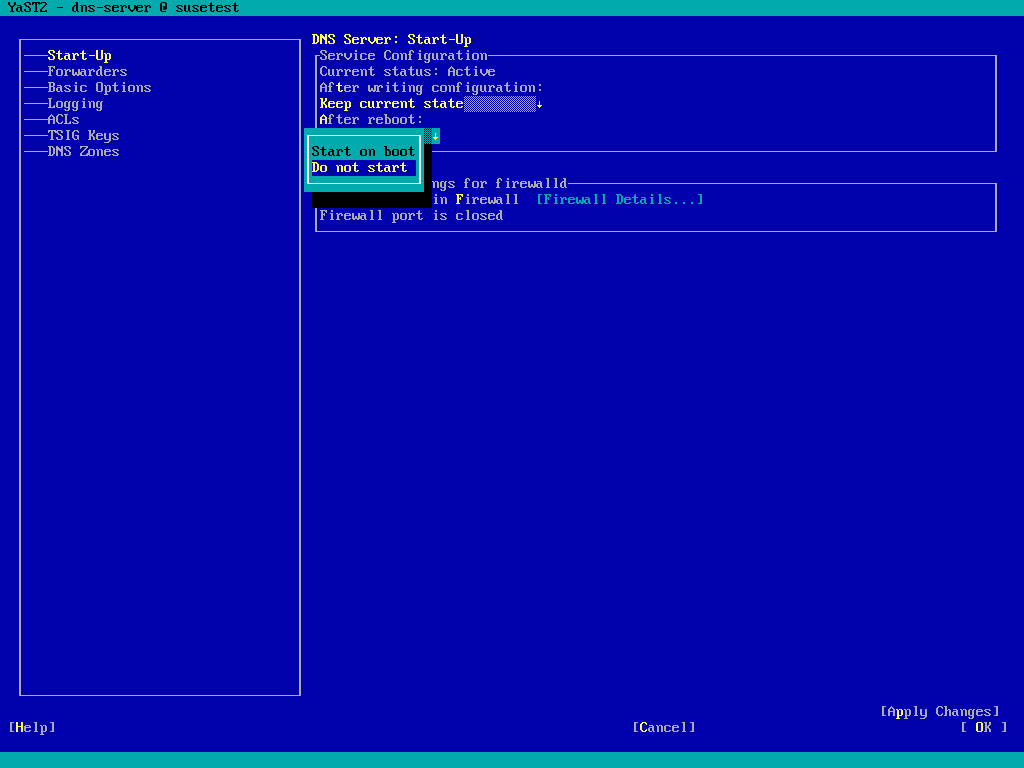 YaST2 - dns-server @ susetest
DNS Server: Start-Up
Start-Up
Forwarders
Basic Options
Logging
ACLs
TSIG Keys
DNS Zones
Service Configuration
Current status: Active
After writing configuration:
Keep current state↓
After reboot:
↓
Start on boot
Do not start
ngs for firewalld
in Firewall [Firewall Details...]
Firewall port is closed
[Apply Changes]
[Help]
[Cancel]
[ OK ]